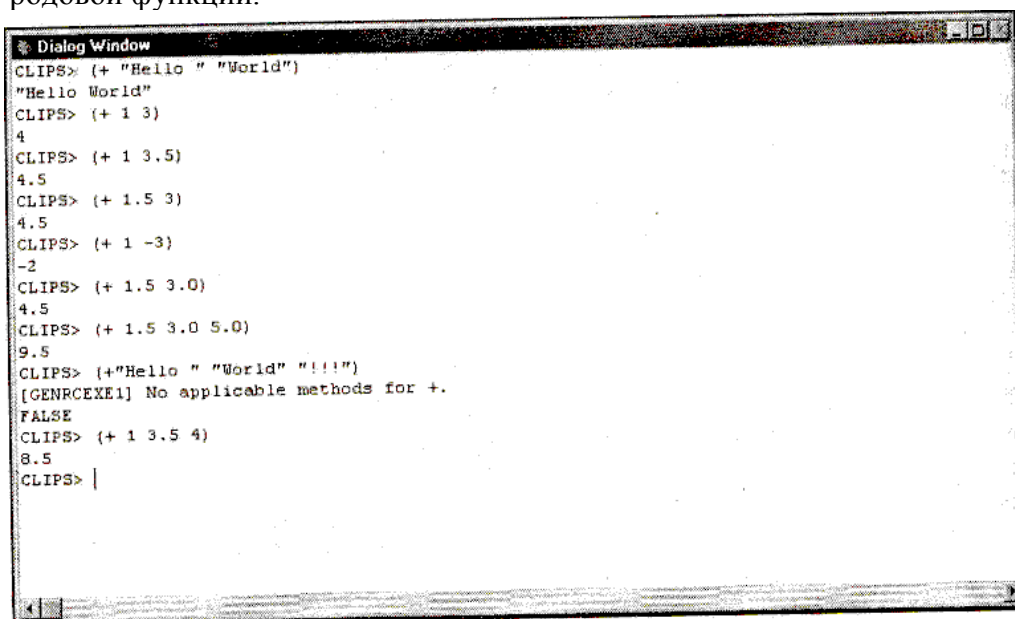 родовой функции.
Dialog Window
CLIPS> (+ "Hello " "World")
"Hello World"
CLIPS> (+ 1 3)
4
CLIPS> (+ 1 3.5)
4.5
CLIPS> (+ 1.5 3)
4.5
CLIPS> (+ 1 -3)
-2
CLIPS> (+ 1.5 3.0)
4.5
CLIPS> (+ 1.5 3.0 5.0)
9.5
CLIPS> (+"Hello " "World" "!!!")
[GENRCEXE1] No applicable methods for +.
FALSE
CLIPS> (+ 1 3.5 4)
8.5
CLIPS>